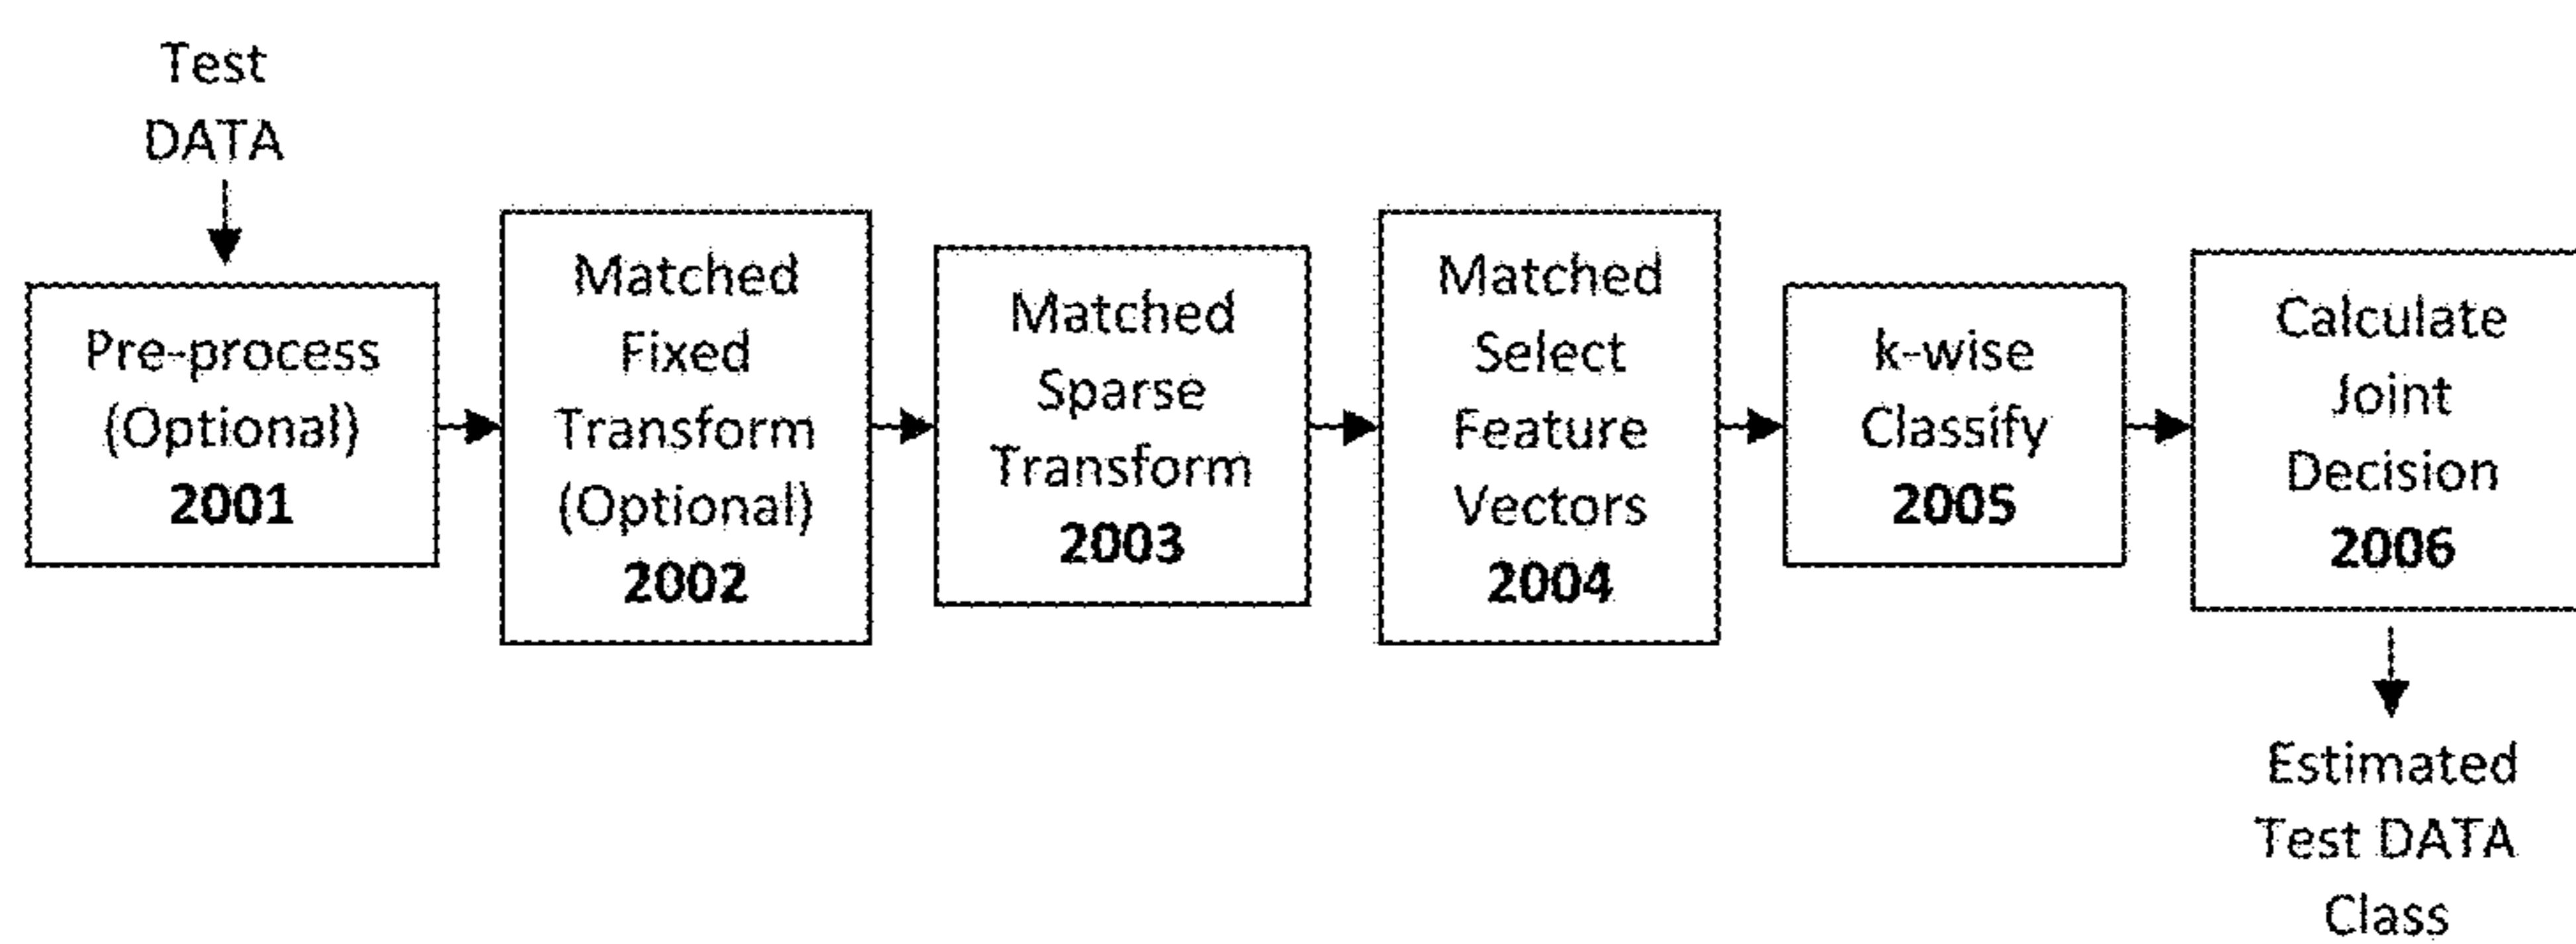 Test
DATA
Pre-process
(Optional)
2001
Matched
Fixed
Transform
(Optional)
2002
Matched
Sparse
Transform
2003
Matched
Select
Feature
Vectors
2004
k-wise
Classify
2005
Calculate
Joint
Decision
2006
Estimated
Test DATA
Class